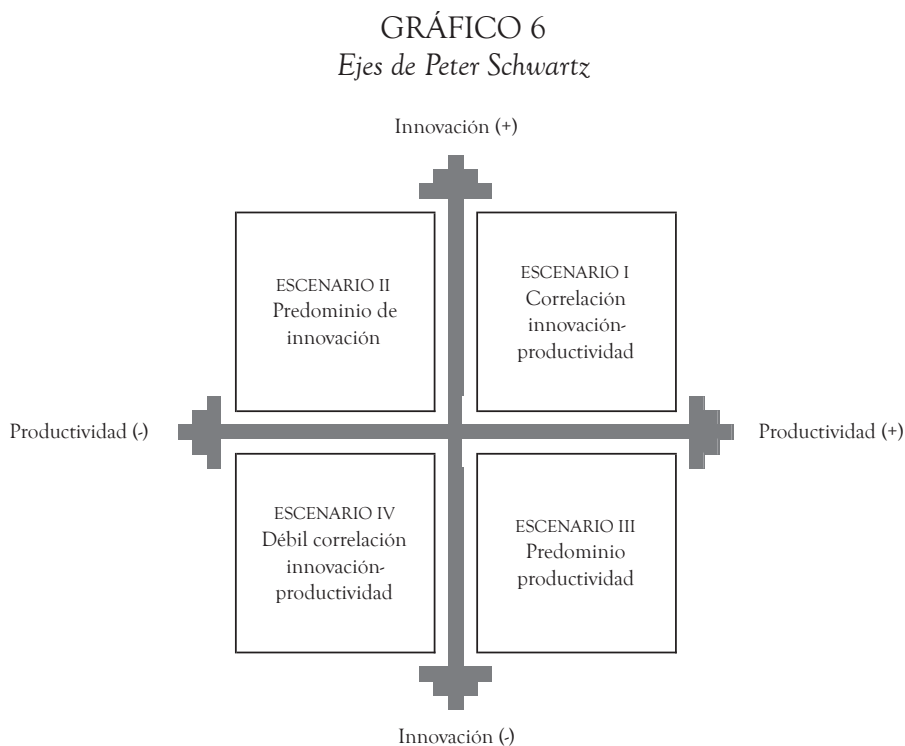 GRÁFICO 6
Ejes de Peter Schwartz
Innovación (+)
ESCENARIO II
Predominio de
innovación
ESCENARIO I
Correlación
innovación-
productividad
Productividad (-)
Productividad (+)
ESCENARIO IV
Débil correlación
innovación-
productividad
ESCENARIO III
Predominio
productividad
Innovación (-)